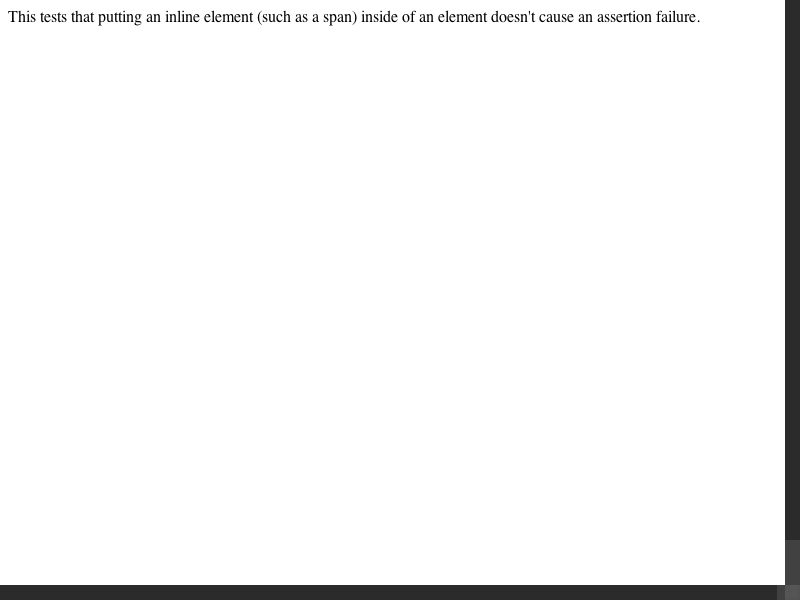 This tests that putting an inline element (such as a span) inside of an element doesn't cause an assertion failure.